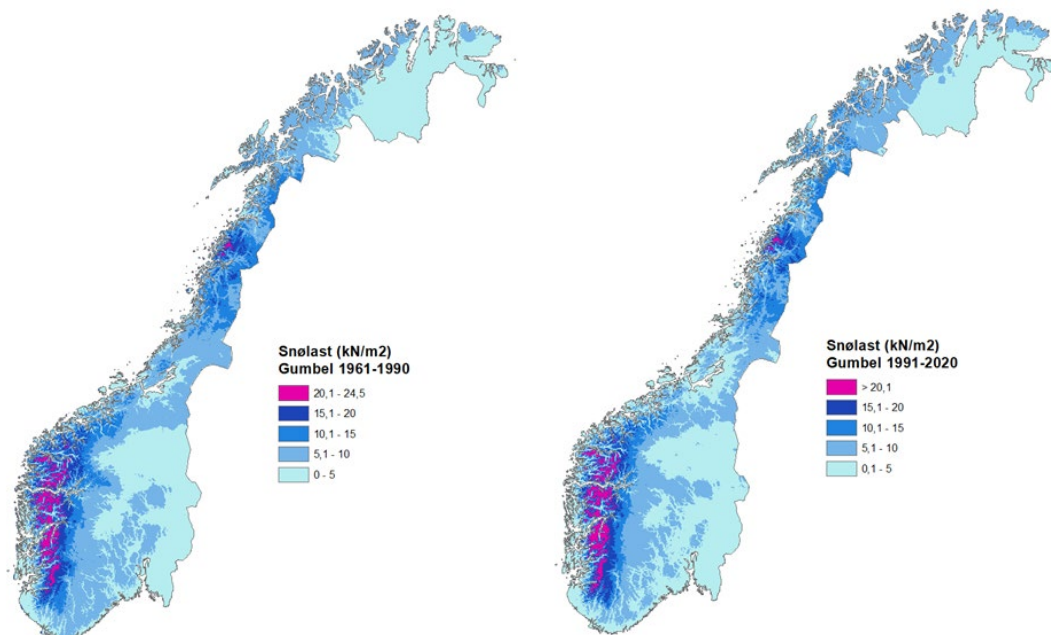 Snølast (kN/m2)
Gumbel 1961-1990
20,1 - 24,5
15,1 - 20
10,1 - 15
5,1 - 10
0 - 5
Snølast (kN/m2)
Gumbel 1991-2020
> 20,1
15,1 - 20
10,1 - 15
5,1 - 10
0,1 - 5